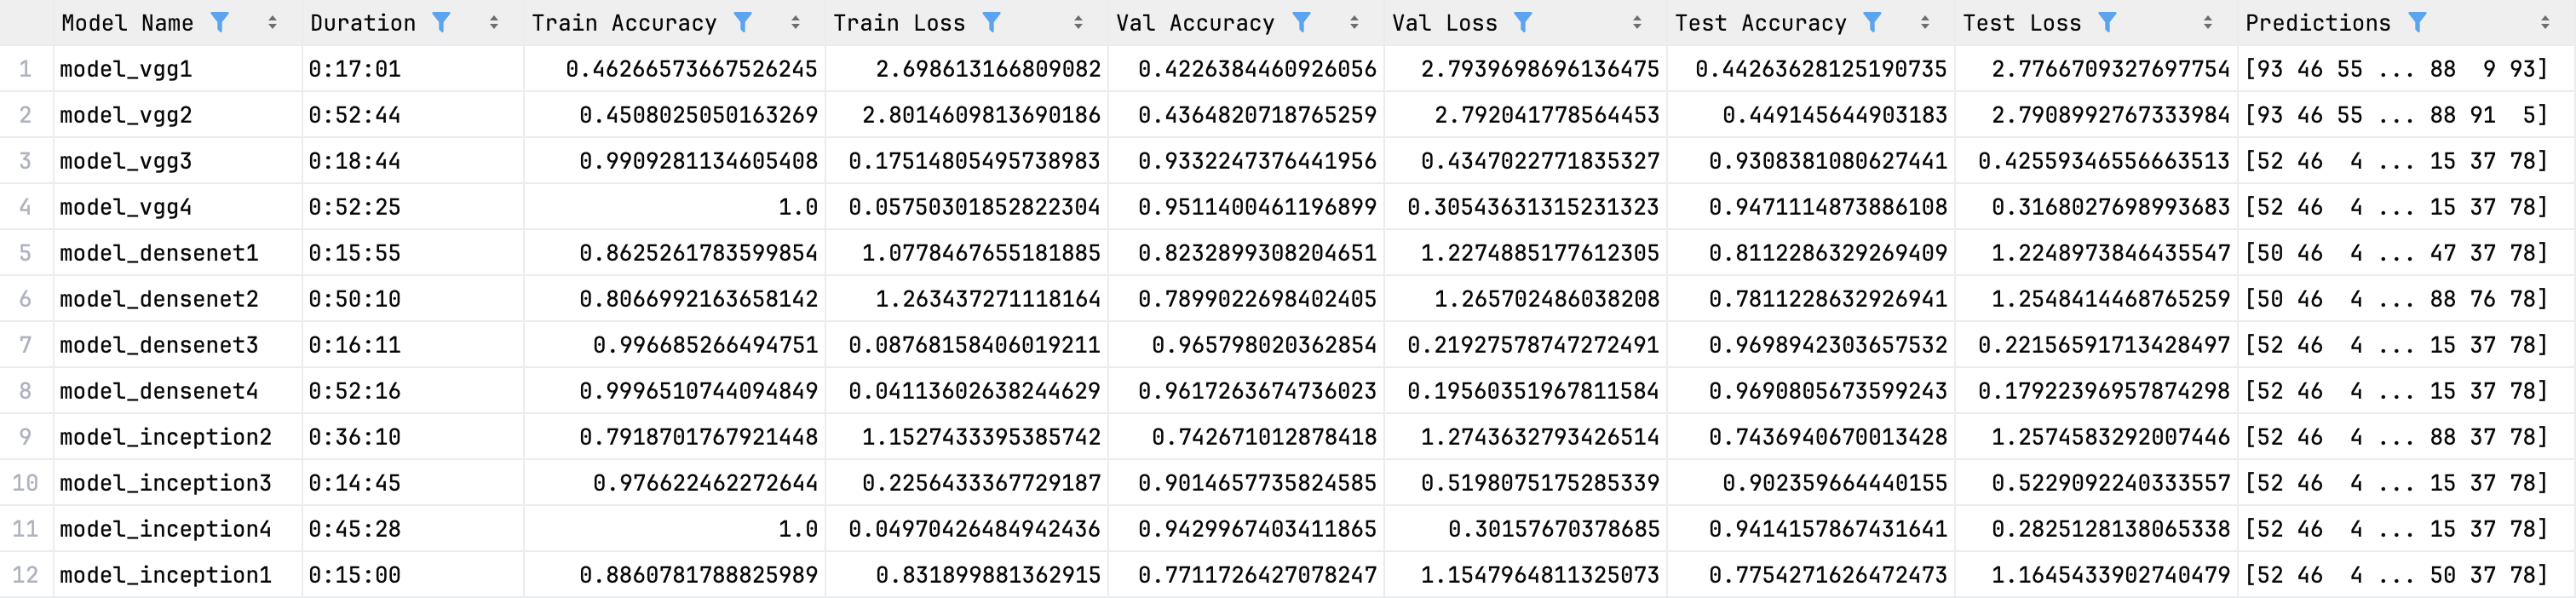 Model Name Duration Train Accuracy Train Loss Val Accuracy Val Loss Test Accuracy Test Loss Predictions
1 model_vgg1 0:17:01 0.46266573667526245 2.698613166809082 0.4226384460926056 2.7939698696136475 0.44263628125190735 2.7766709327697754 [93 46 55 ... 88  9 93]
2 model_vgg2 0:52:44 0.4508025050163269 2.8014609813690186 0.4364820718765259 2.792041778564453 0.449145644903183 2.7908992767333984 [93 46 55 ... 88 91  5]
3 model_vgg3 0:18:44 0.9909281134605408 0.17514805495738983 0.9332247376441956 0.4347022771835327 0.9308381080627441 0.42559346556663513 [52 46  4 ... 15 37 78]
4 model_vgg4 0:52:25 1.0 0.05750301852822304 0.9511400461196899 0.30543631315231323 0.9471114873886108 0.3168027698993683 [52 46  4 ... 15 37 78]
5 model_densenet1 0:15:55 0.8625261783599854 1.0778467655181885 0.8232899308204651 1.2274885177612305 0.8112286329269409 1.2248973846435547 [50 46  4 ... 47 37 78]
6 model_densenet2 0:50:10 0.8066992163658142 1.263437271118164 0.7899022698402405 1.265702486038208 0.7811228632926941 1.2548414468765259 [50 46  4 ... 88 76 78]
7 model_densenet3 0:16:11 0.996685266494751 0.08768158406019211 0.965798020362854 0.21927578747272491 0.9698942303657532 0.22156591713428497 [52 46  4 ... 15 37 78]
8 model_densenet4 0:52:16 0.9996510744094849 0.04113602638244629 0.9617263674736023 0.19560351967811584 0.9690805673599243 0.17922396957874298 [52 46  4 ... 15 37 78]
9 model_inception2 0:36:10 0.7918701767921448 1.1527433395385742 0.742671012878418 1.2743632793426514 0.7436940670013428 1.2574583292007446 [52 46  4 ... 88 37 78]
10 model_inception3 0:14:45 0.976622462272644 0.2256433367729187 0.9014657735824585 0.5198075175285339 0.902359664440155 0.5229092240333557 [52 46  4 ... 15 37 78]
11 model_inception4 0:45:28 1.0 0.04970426484942436 0.9429967403411865 0.30157670378685 0.9414157867431641 0.2825128138065338 [52 46  4 ... 15 37 78]
12 model_inception1 0:15:00 0.8860781788825989 0.831899881362915 0.7711726427078247 1.1547964811325073 0.7754271626472473 1.1645433902740479 [52 46  4 ... 50 37 78]